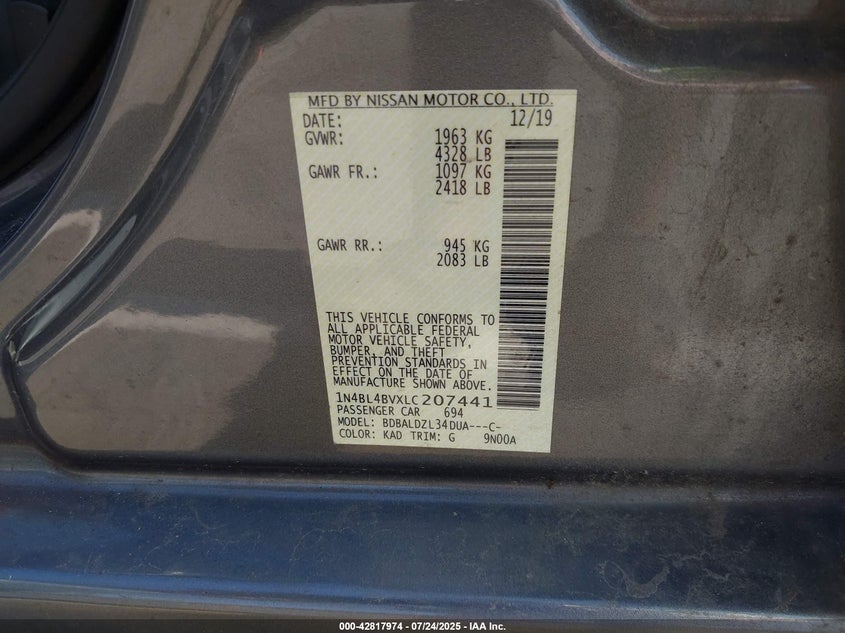 MFD BY NISSAN MOTOR CO., LTD.
DATE: 12/19
GVWR: 1963 KG
4328 LB
GAWR FR.: 1097 KG
2418 LB
GAWR RR.: 945 KG
2083 LB
THIS VEHICLE CONFORMS TO
ALL APPLICABLE FEDERAL
MOTOR VEHICLE SAFETY,
BUMPER, AND THEFT
PREVENTION STANDARDS IN
EFFECT ON THE DATE OF
MANUFACTURE SHOWN ABOVE.
1N4BL4BVXLC207441
PASSENGER CAR 694
MODEL: BDBALDZL34DUA---C-
COLOR: KAD TRIM: G 9N00A
000-42817974 - 07/24/2025 - IAA Inc.